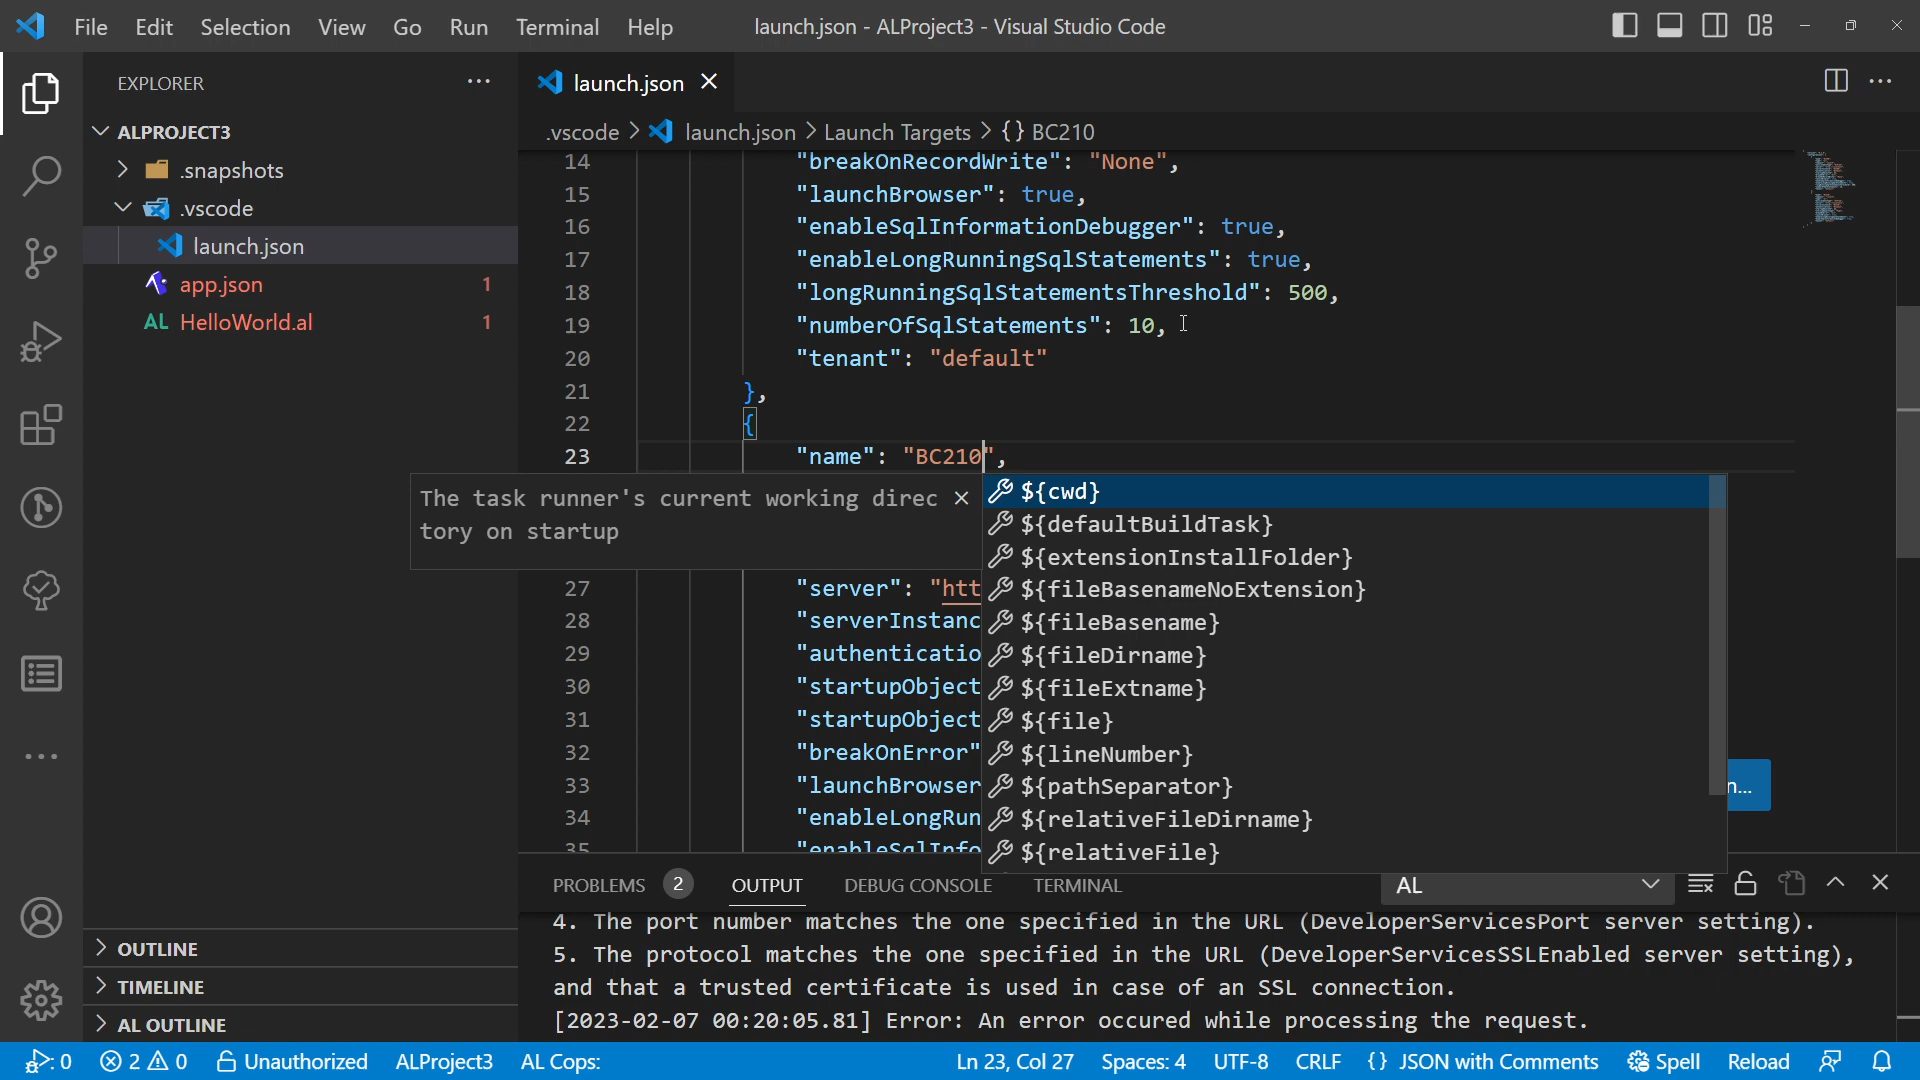 File Edit Selection View Go Run Terminal Help
launch.json - ALProject3 - Visual Studio Code
EXPLORER
ALPROJECT3
.snapshots
.vscode
launch.json
app.json 1
AL HelloWorld.al 1
OUTLINE
TIMELINE
AL OUTLINE
launch.json
.vscode > launch.json > Launch Targets > {} BC210
14 "breakOnRecordWrite": "None",
15 "launchBrowser": true,
16 "enableSqlInformationDebugger": true,
17 "enableLongRunningSqlStatements": true,
18 "longRunningSqlStatementsThreshold": 500,
19 "numberOfSqlStatements": 10,
20 "tenant": "default"
21 },
22 {
23 "name": "BC210",
The task runner's current working direc
tory on startup
${cwd}
${defaultBuildTask}
${extensionInstallFolder}
${fileBasenameNoExtension}
${fileBasename}
${fileDirname}
${fileExtname}
${file}
${lineNumber}
${pathSeparator}
${relativeFileDirname}
${relativeFile}
27 "server": "htt
28 "serverInstanc
29 "authenticatio
30 "startupObject
31 "startupObject
32 "breakOnError"
33 "launchBrowser
34 "enableLongRun
35 "enableSqlInfo
n...
PROBLEMS 2 OUTPUT DEBUG CONSOLE TERMINAL AL
4. The port number matches the one specified in the URL (DeveloperServicesPort server setting).
5. The protocol matches the one specified in the URL (DeveloperServicesSSLEnabled server setting),
and that a trusted certificate is used in case of an SSL connection.
[2023-02-07 00:20:05.81] Error: An error occured while processing the request.
: 0 2 0 Unauthorized ALProject3 AL Cops: Ln 23, Col 27 Spaces: 4 UTF-8 CRLF {} JSON with Comments Spell Reload